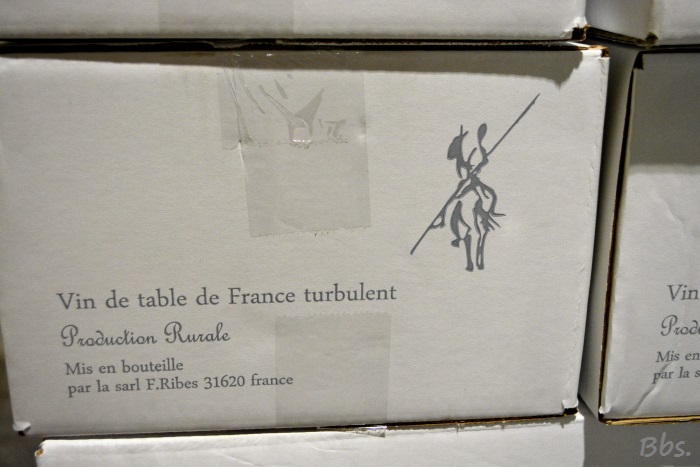 Vin de table de France turbulent
Production Rurale
Mis en bouteille
par la sarl F.Ribes 31620 france
Vin
Prod
Mis en
par la s
Bbs.